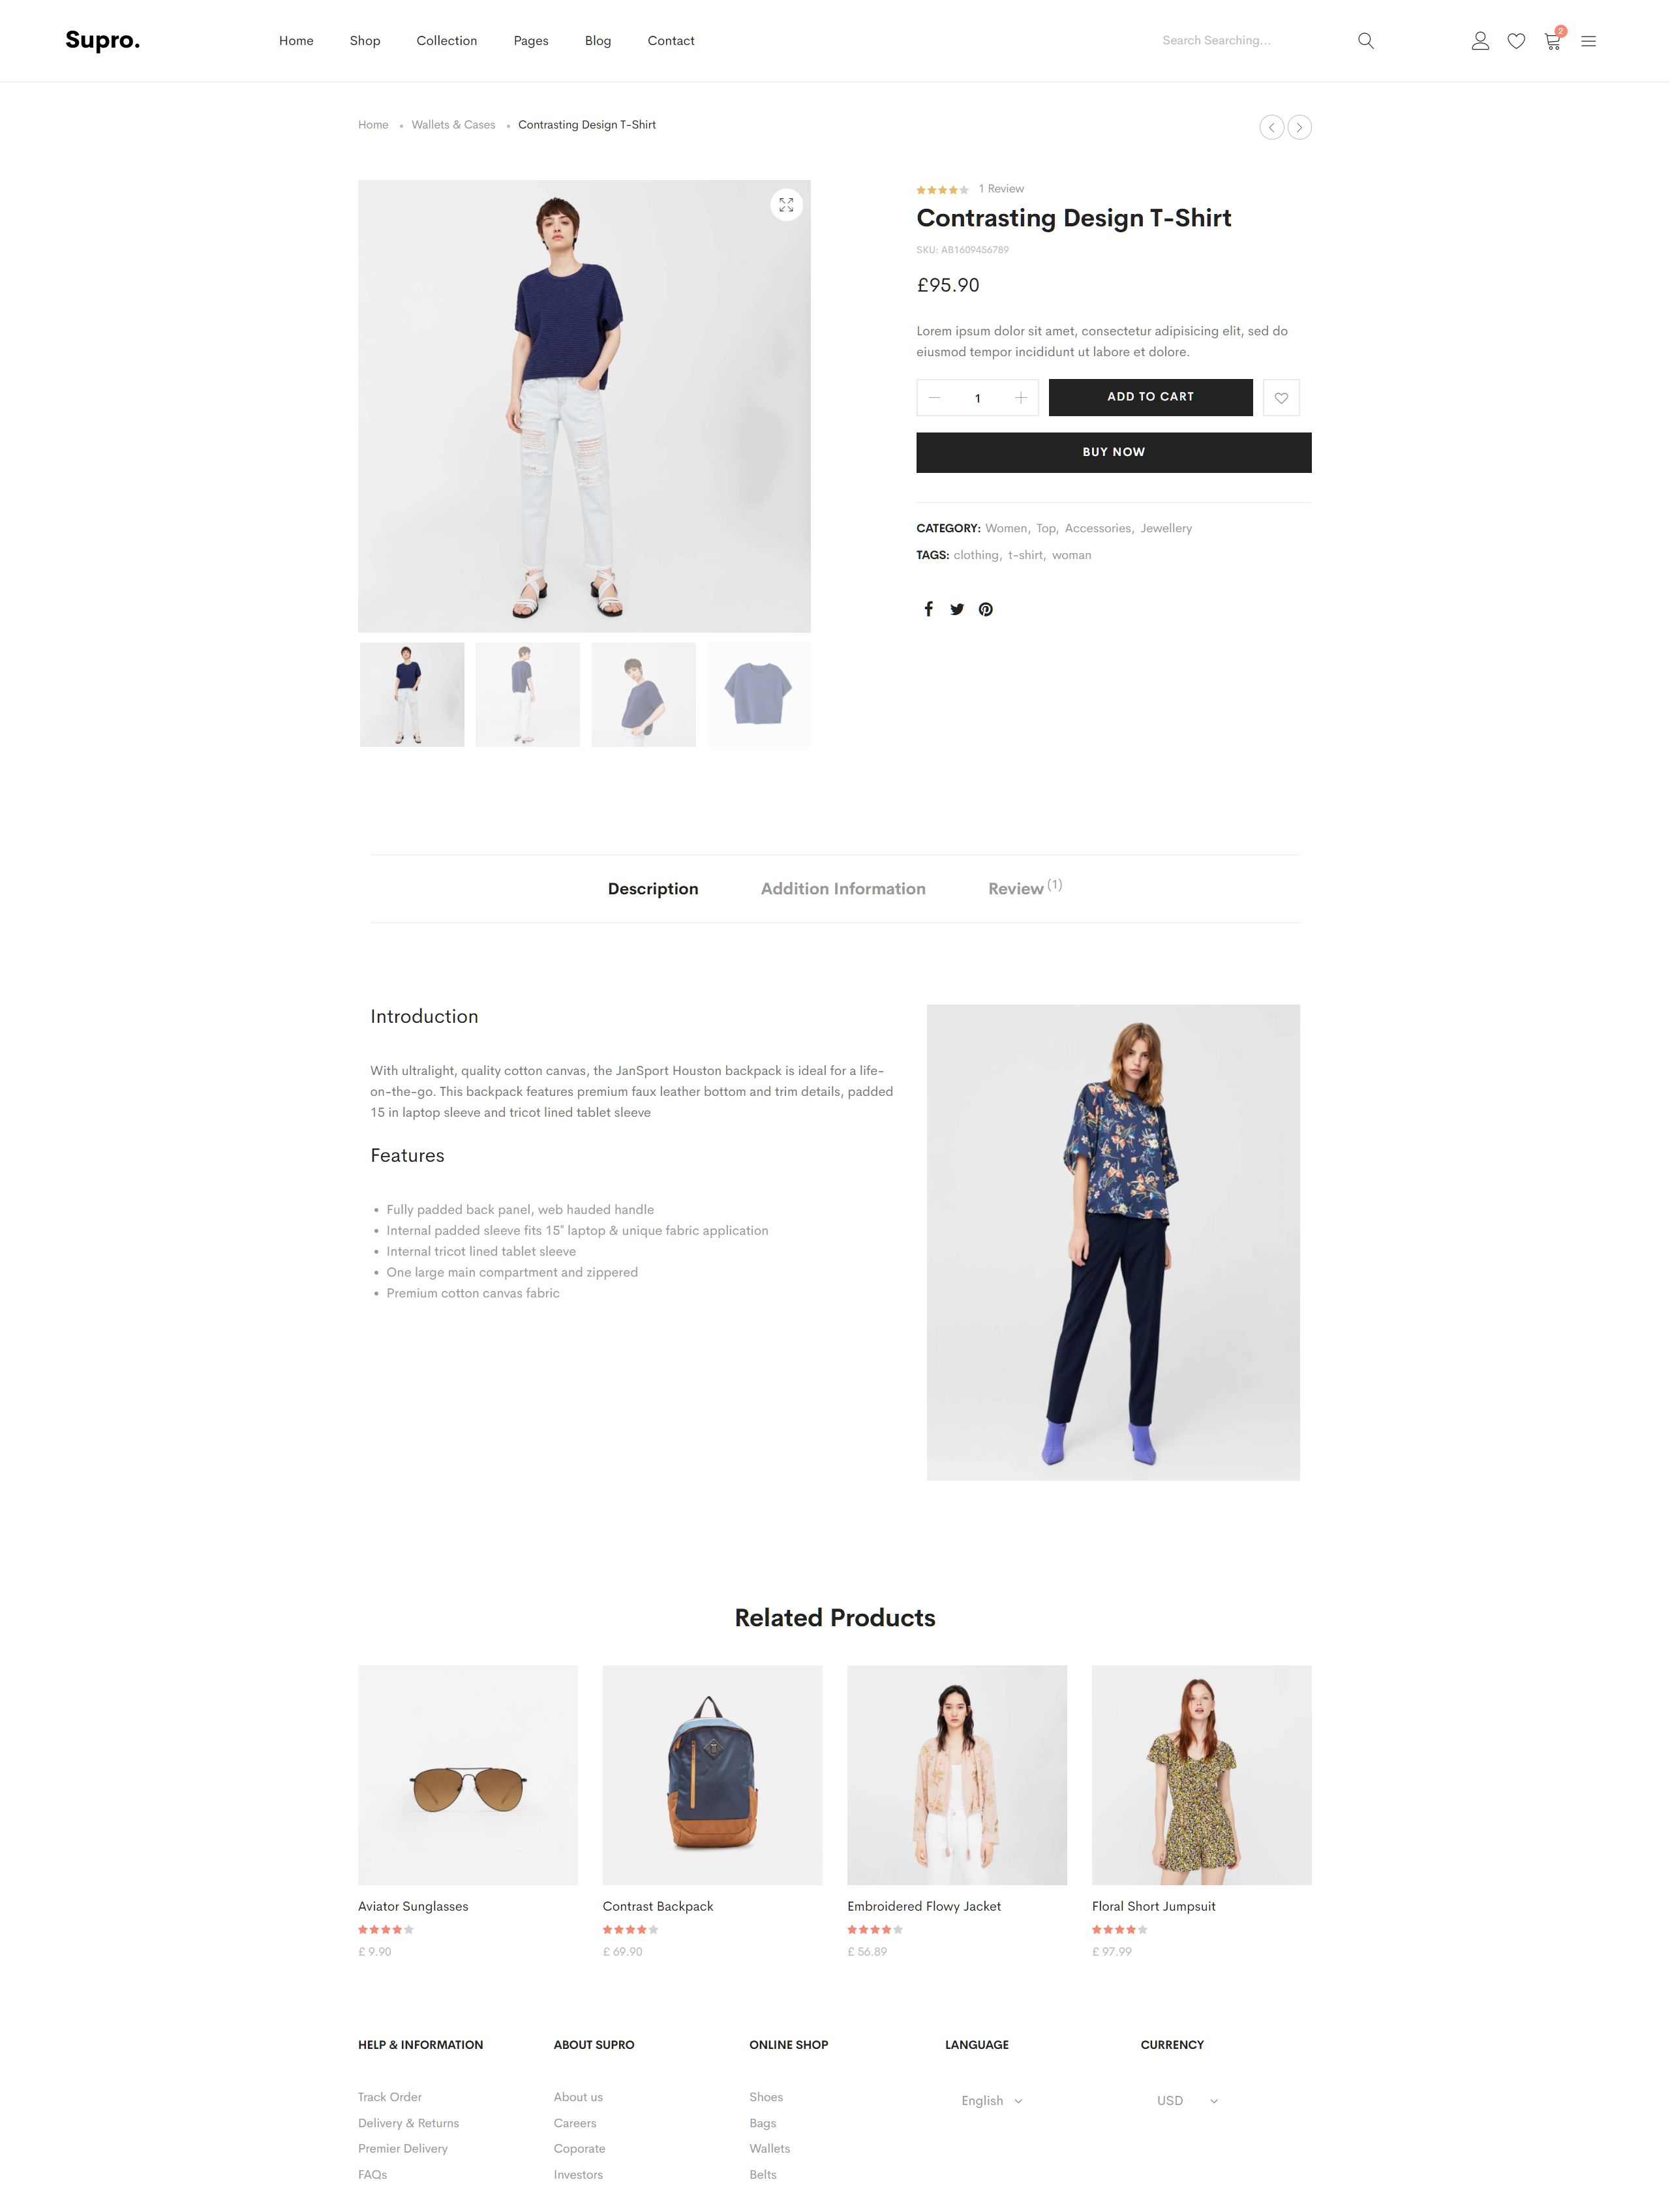 Supro.
Home Shop Collection Pages Blog Contact
Search Searching...
2
Home • Wallets & Cases • Contrasting Design T-Shirt
1 Review
Contrasting Design T-Shirt
SKU: AB1609456789
£95.90
Lorem ipsum dolor sit amet, consectetur adipisicing elit, sed do
eiusmod tempor incididunt ut labore et dolore.
1
ADD TO CART
BUY NOW
CATEGORY: Women, Top, Accessories, Jewellery
TAGS: clothing, t-shirt, woman
Description Addition Information Review (1)
Introduction
With ultralight, quality cotton canvas, the JanSport Houston backpack is ideal for a life-
on-the-go. This backpack features premium faux leather bottom and trim details, padded
15 in laptop sleeve and tricot lined tablet sleeve
Features
• Fully padded back panel, web hauded handle
• Internal padded sleeve fits 15" laptop & unique fabric application
• Internal tricot lined tablet sleeve
• One large main compartment and zippered
• Premium cotton canvas fabric
Related Products
Aviator Sunglasses
£ 9.90
Contrast Backpack
£ 69.90
Embroidered Flowy Jacket
£ 56.89
Floral Short Jumpsuit
£ 97.99
HELP & INFORMATION
Track Order
Delivery & Returns
Premier Delivery
FAQs
ABOUT SUPRO
About us
Careers
Coporate
Investors
ONLINE SHOP
Shoes
Bags
Wallets
Belts
LANGUAGE
English
CURRENCY
USD